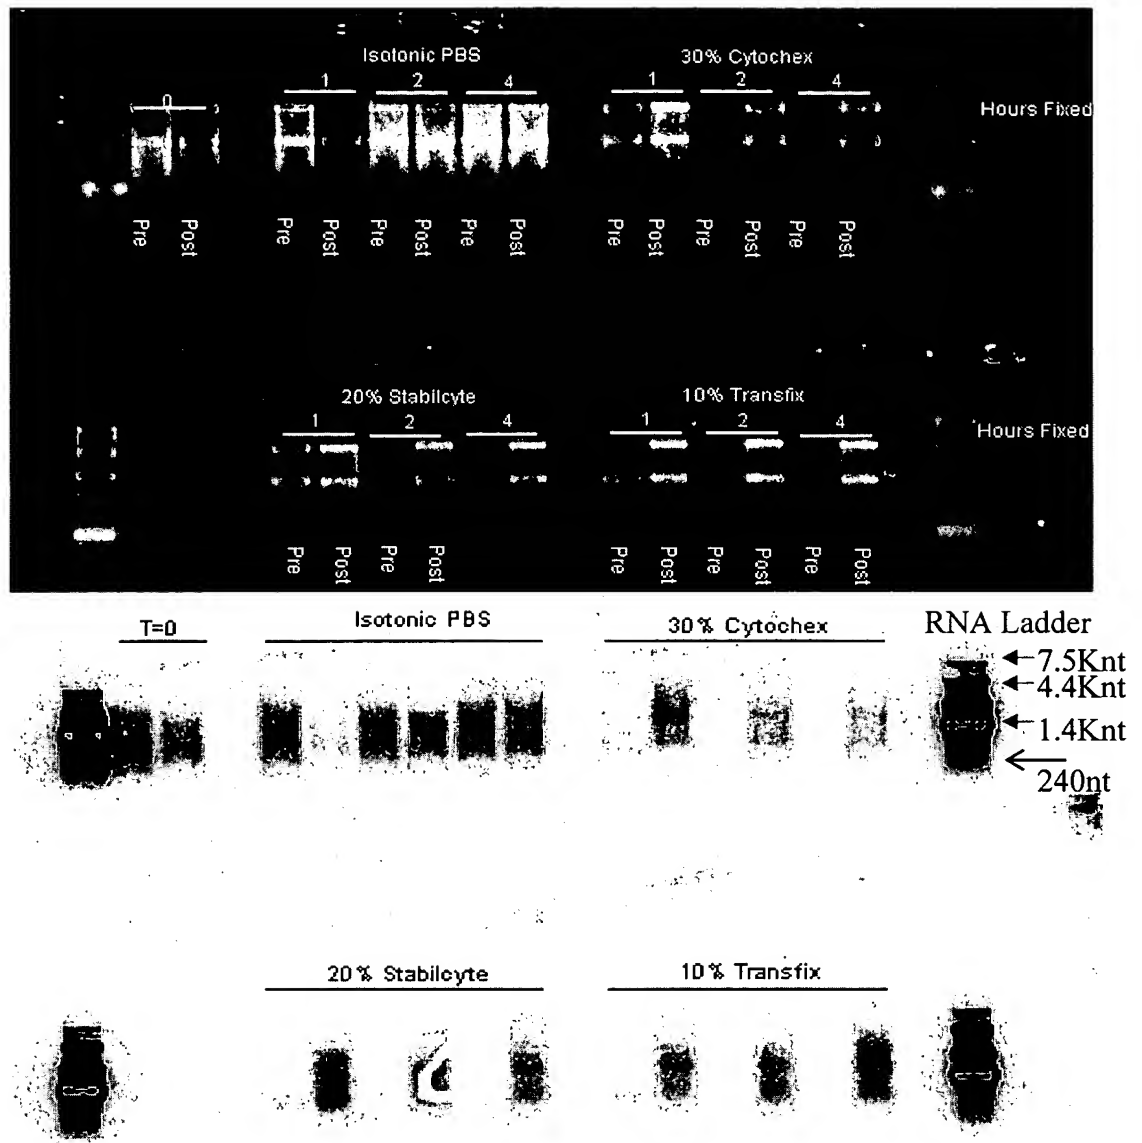 Isotonic PBS 30% Cytochex
0 1 2 4 1 2 4
Hours Fixed
Pre Post Pre Post Pre Post Pre Post Pre Post Pre Post Pre Post
20% Stabilcyte 10% Transfix
1 2 4 1 2 4
Hours Fixed
Pre Post Pre Post Pre Post Pre Post Pre Post
T=0 Isotonic PBS 30% Cytochex RNA Ladder
7.5Knt
4.4Knt
1.4Knt
240nt
20% Stabilcyte 10% Transfix